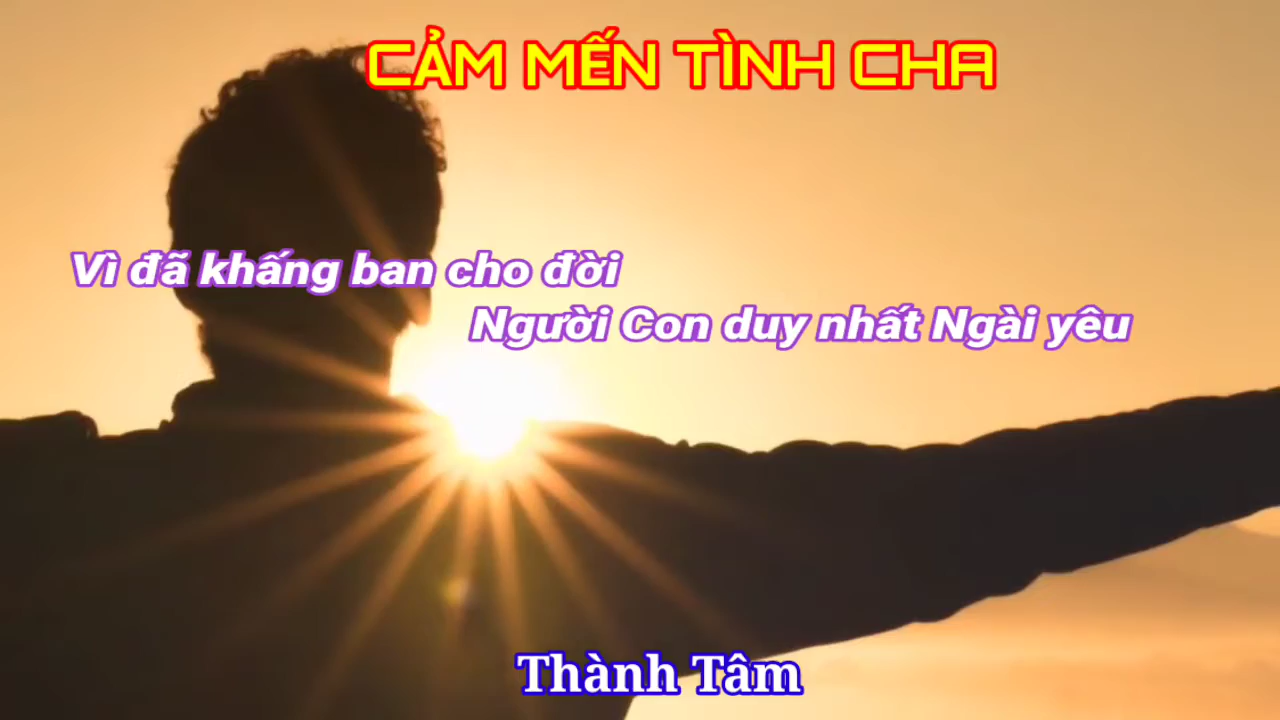 CẢM MẾN TÌNH CHA
Vì đã khấng ban cho đời
Người Con duy nhất Ngài yêu
Thành Tâm